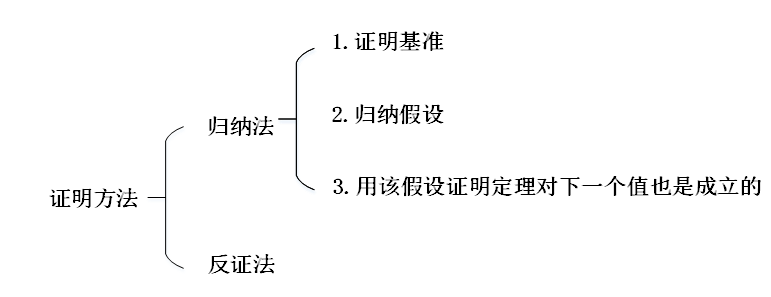 1.证明基准
归纳法
2.归纳假设
3.用该假设证明定理对下一个值也是成立的
证明方法
反证法